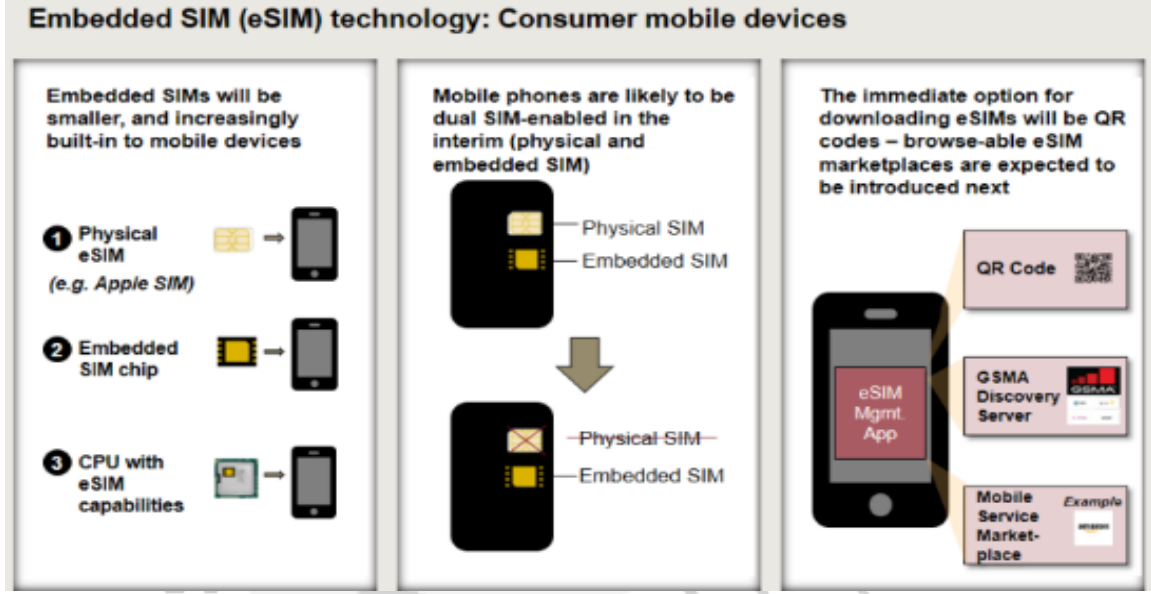 Embedded SIM (eSIM) technology: Consumer mobile devices
Embedded SIMs will be
smaller, and increasingly
built-in to mobile devices
1 Physical
eSIM
(e.g. Apple SIM)
2 Embedded
SIM chip
3 CPU with
eSIM
capabilities
Mobile phones are likely to be
dual SIM-enabled in the
interim (physical and
embedded SIM)
Physical SIM
Embedded SIM
Physical SIM
Embedded SIM
The immediate option for
downloading eSIMs will be QR
codes – browse-able eSIM
marketplaces are expected to
be introduced next
eSIM
Mgmt.
App
QR Code
GSMA
Discovery
Server
GSMA
Mobile
Service
Market-
place
Example
amazon